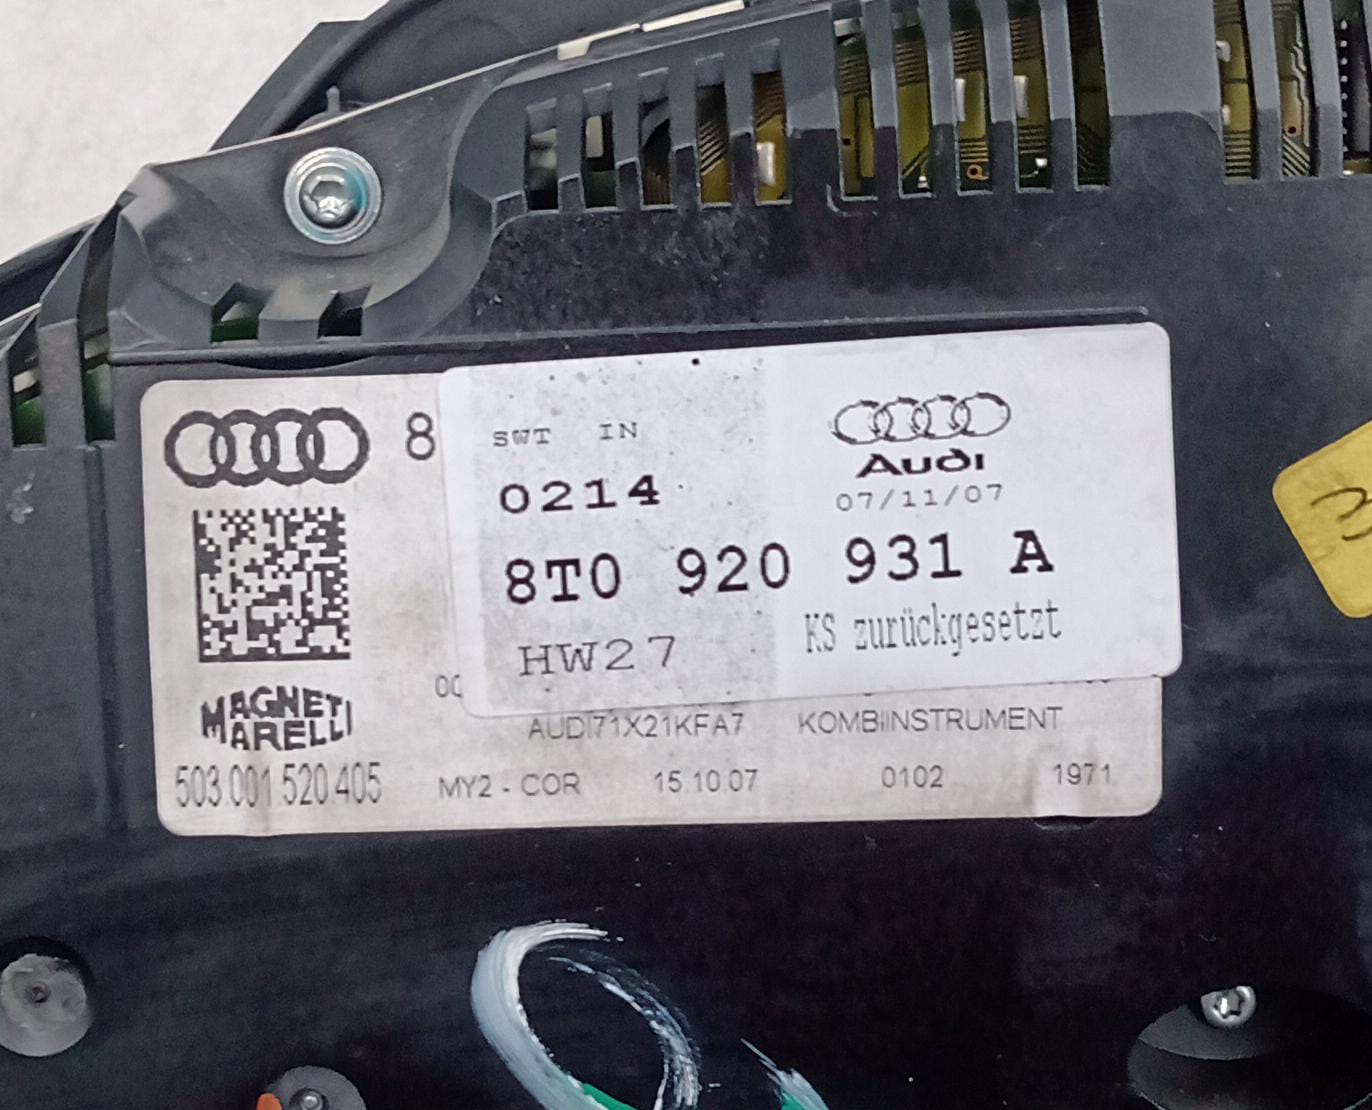 8
SWT IN
0214
Audi
07/11/07
8T0 920 931 A
HW27
KS zurückgesetzt
MAGNETI
MARELLI
AUDI71X21KFA7 KOMBIINSTRUMENT
503.001.520.405
MY2 - COR 15.10.07 0102 1971
3